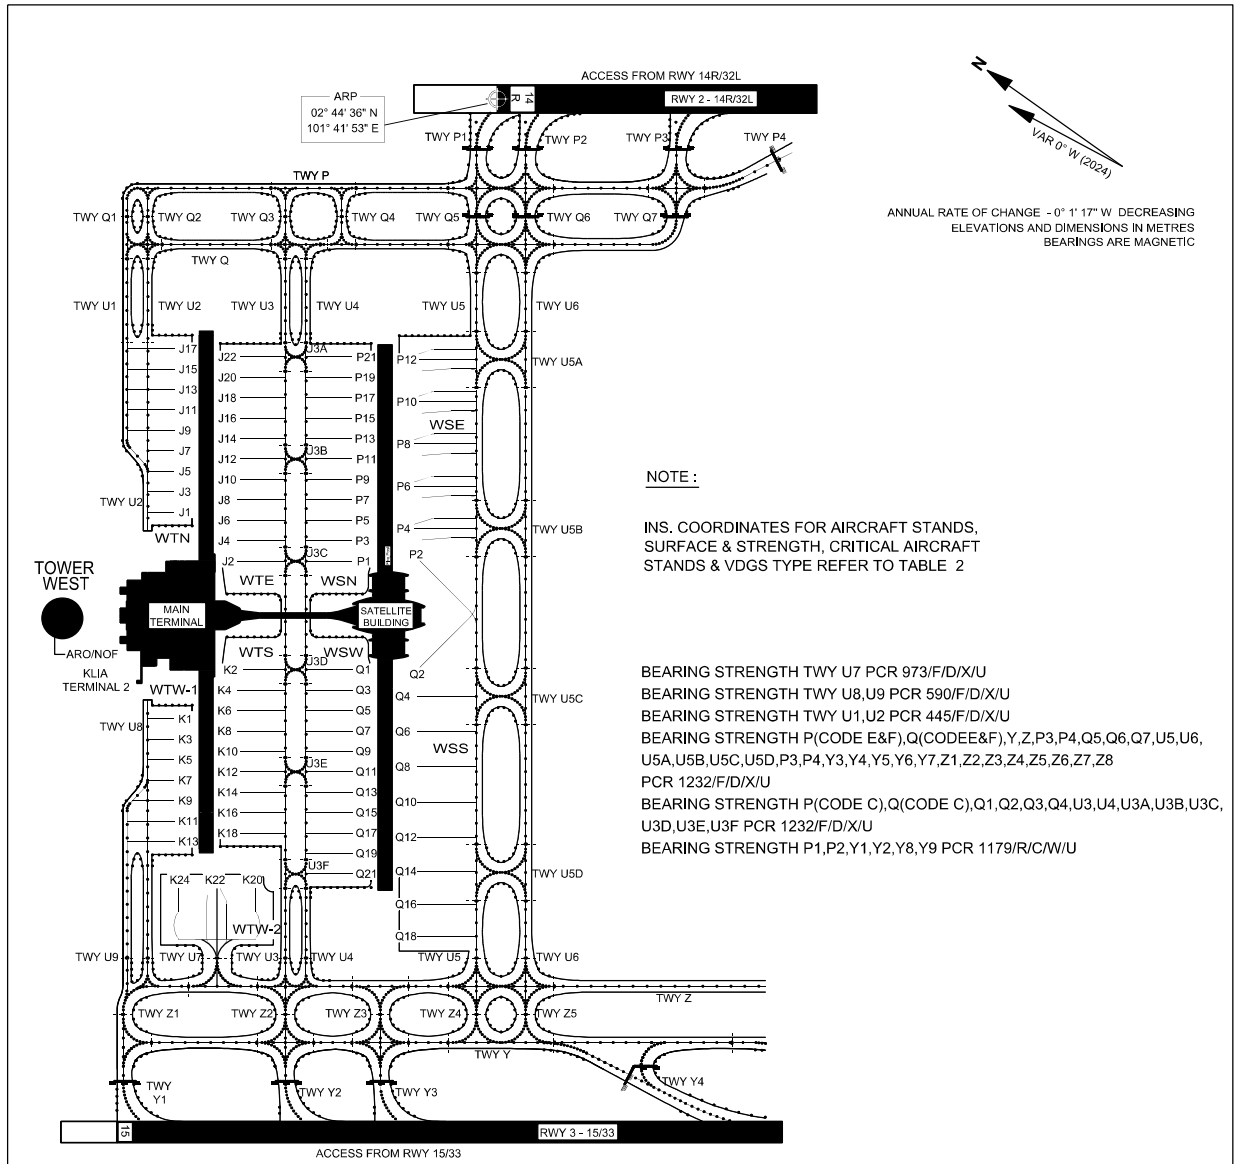 ACCESS FROM RWY 14R/32L
RWY 2 - 14R/32L
14
R
ARP
02° 44' 36" N
101° 41' 53" E
N
VAR 0° W (2024)
ANNUAL RATE OF CHANGE - 0° 1' 17" W DECREASING
ELEVATIONS AND DIMENSIONS IN METRES
BEARINGS ARE MAGNETIC
TWY P1
TWY P2
TWY P3
TWY P4
TWY P
TWY Q1
TWY Q2
TWY Q3
TWY Q4
TWY Q5
TWY Q6
TWY Q7
TWY Q
TWY U1
TWY U2
TWY U3
TWY U4
TWY U5
TWY U6
J17
J15
J13
J11
J9
J7
J5
J3
J1
TWY U2
WTN
J22
J20
J18
J16
J14
J12
J10
J8
J6
J4
J2
WTE
U3A
U3B
U3C
P21
P19
P17
P15
P13
P11
P9
P7
P5
P3
P1
WSN
P12
P10
WSE
P8
P6
P4
P2
TWY U5A
TWY U5B
NOTE :
INS. COORDINATES FOR AIRCRAFT STANDS,
SURFACE & STRENGTH, CRITICAL AIRCRAFT
STANDS & VDGS TYPE REFER TO TABLE 2
TOWER
WEST
ARO/NOF
KLIA
TERMINAL 2
MAIN
TERMINAL
SATELLITE
BUILDING
WTS
WSW
WTW-1
TWY U8
K1
K3
K5
K7
K9
K11
K13
K2
K4
K6
K8
K10
K12
K14
K16
K18
U3D
U3E
U3F
Q1
Q3
Q5
Q7
Q9
Q11
Q13
Q15
Q17
Q19
Q21
Q2
Q4
Q6
WSS
Q8
Q10
Q12
Q14
Q16
Q18
TWY U5C
TWY U5D
BEARING STRENGTH TWY U7 PCR 973/F/D/X/U
BEARING STRENGTH TWY U8,U9 PCR 590/F/D/X/U
BEARING STRENGTH TWY U1,U2 PCR 445/F/D/X/U
BEARING STRENGTH P(CODE E&F),Q(CODEE&F),Y,Z,P3,P4,Q5,Q6,Q7,U5,U6,
U5A,U5B,U5C,U5D,P3,P4,Y3,Y4,Y5,Y6,Y7,Z1,Z2,Z3,Z4,Z5,Z6,Z7,Z8
PCR 1232/F/D/X/U
BEARING STRENGTH P(CODE C),Q(CODE C),Q1,Q2,Q3,Q4,U3,U4,U3A,U3B,U3C,
U3D,U3E,U3F PCR 1232/F/D/X/U
BEARING STRENGTH P1,P2,Y1,Y2,Y8,Y9 PCR 1179/R/C/W/U
K24
K22
K20
WTW-2
TWY U9
TWY U7
TWY U3
TWY U4
TWY U5
TWY U6
TWY Z
TWY Z1
TWY Z2
TWY Z3
TWY Z4
TWY Z5
TWY Y
TWY
Y1
TWY Y2
TWY Y3
TWY Y4
15
RWY 3 - 15/33
ACCESS FROM RWY 15/33